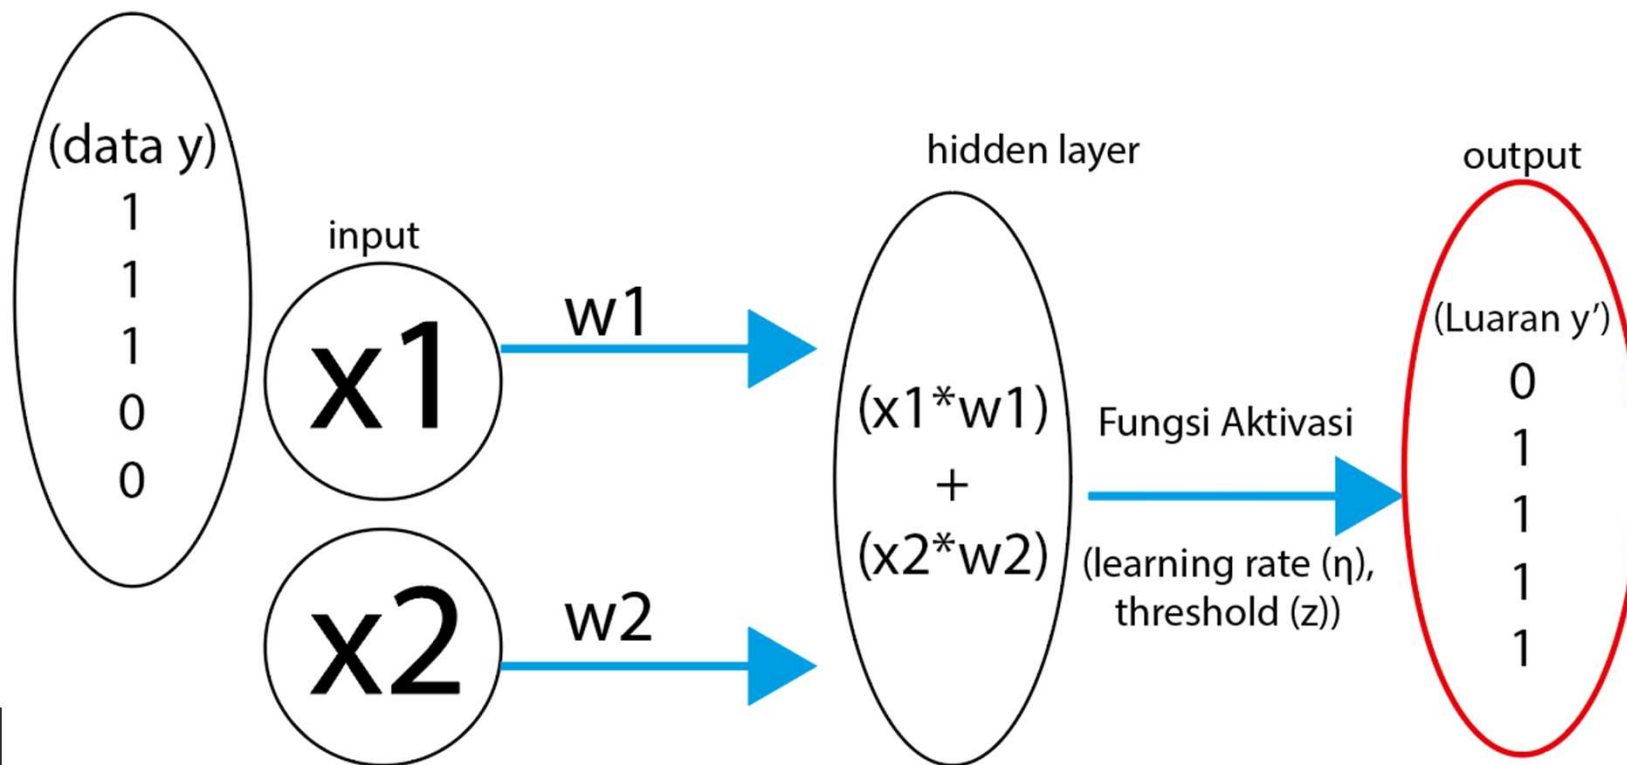 (data y)
1
1
1
0
0
input
x1
x2
w1
w2
hidden layer
(x1*w1)
+
(x2*w2)
Fungsi Aktivasi
(learning rate (η),
threshold (z))
output
(Luaran y’)
0
1
1
1
1